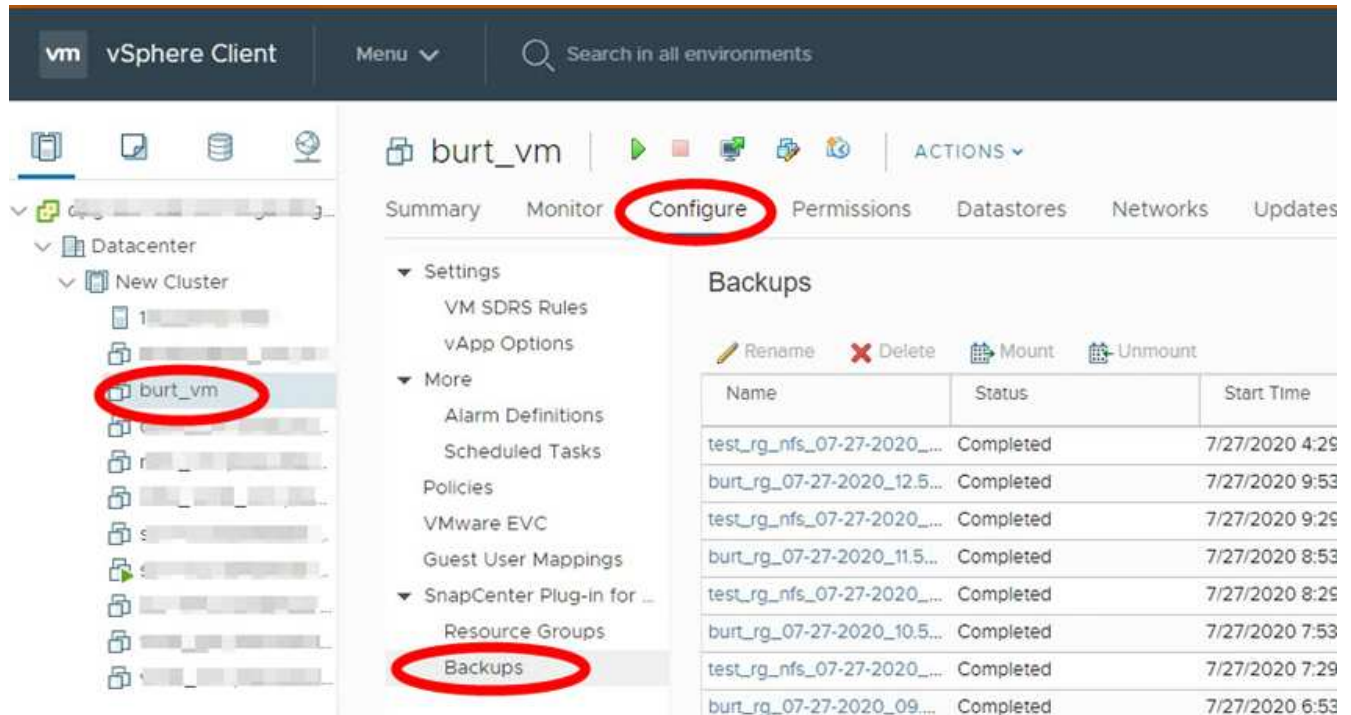 vm vSphere Client Menu Search in all environments
burt_vm ACTIONS
Summary Monitor Configure Permissions Datastores Networks Updates
Datacenter
New Cluster
burt_vm
Settings
VM SDRS Rules
vApp Options
More
Alarm Definitions
Scheduled Tasks
Policies
VMware EVC
Guest User Mappings
SnapCenter Plug-in for ...
Resource Groups
Backups
Backups
Rename Delete Mount Unmount
Name Status Start Time
test_rg_nfs_07-27-2020_... Completed 7/27/2020 4:29
burt_rg_07-27-2020_12.5... Completed 7/27/2020 9:53
test_rg_nfs_07-27-2020_... Completed 7/27/2020 9:29
burt_rg_07-27-2020_11.5... Completed 7/27/2020 8:53
test_rg_nfs_07-27-2020_... Completed 7/27/2020 8:29
burt_rg_07-27-2020_10.5... Completed 7/27/2020 7:53
test_rg_nfs_07-27-2020_... Completed 7/27/2020 7:29
burt_rg_07-27-2020_09.... Completed 7/27/2020 6:53